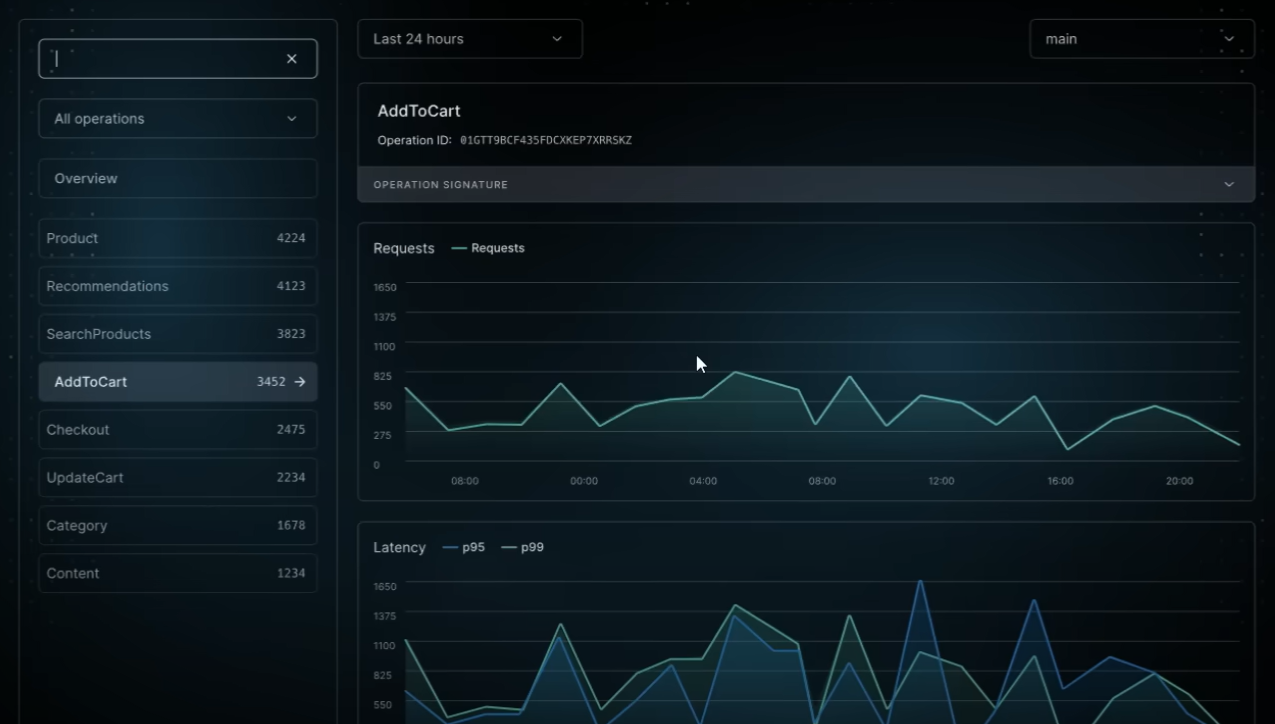 Last 24 hours
main
All operations
Overview
Product 4224
Recommendations 4123
SearchProducts 3823
AddToCart 3452
Checkout 2475
UpdateCart 2234
Category 1678
Content 1234
AddToCart
Operation ID: 01GTT9BCF435FDCXKEP7XRRSKZ
OPERATION SIGNATURE
Requests Requests
1650
1375
1100
825
550
275
0
08:00 00:00 04:00 08:00 12:00 16:00 20:00
Latency p95 p99
1650
1375
1100
825
550